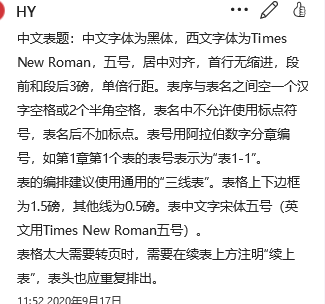 HY
中文表题：中文字体为黑体，西文字体为Times
New Roman，五号，居中对齐，首行无缩进，段
前和段后3磅，单倍行距。表序与表名之间空一个汉
字空格或2个半角空格，表名中不允许使用标点符
号，表名后不加标点。表号用阿拉伯数字分章编
号，如第1章第1个表的表号表示为“表1-1”。
表的编排建议使用通用的“三线表”。表格上下边框
为1.5磅，其他线为0.5磅。表中文字宋体五号（英
文用Times New Roman五号）。
表格太大需要转页时，需要在续表上方注明“续上
表”，表头也应重复排出。
11:52 2020年9月17日